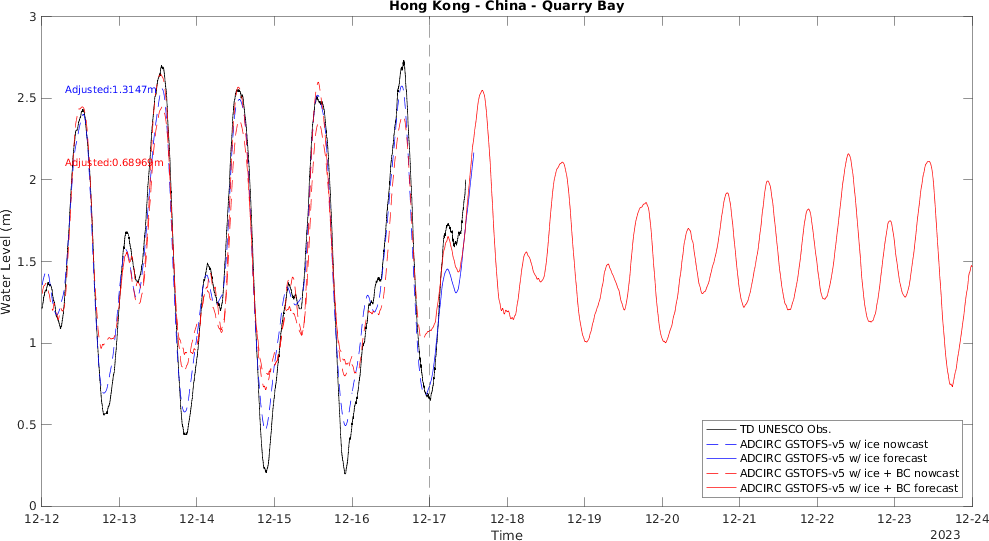 Hong Kong - China - Quarry Bay
Water Level (m)
3
2.5
2
1.5
1
0.5
0
Adjusted:1.3147m
Adjusted:0.68969m
TD UNESCO Obs.
ADCIRC GSTOFS-v5 w/ ice nowcast
ADCIRC GSTOFS-v5 w/ ice forecast
ADCIRC GSTOFS-v5 w/ ice + BC nowcast
ADCIRC GSTOFS-v5 w/ ice + BC forecast
12-12 12-13 12-14 12-15 12-16 12-17 12-18 12-19 12-20 12-21 12-22 12-23 12-24
Time
2023